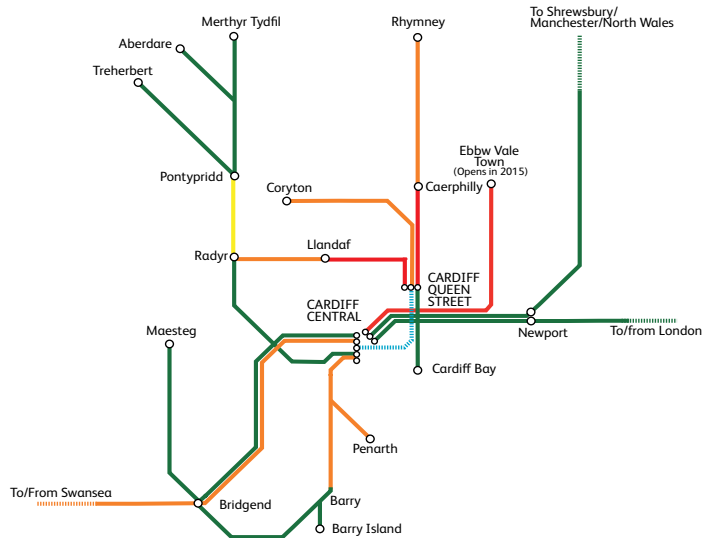 To Shrewsbury/
Manchester/North Wales
Merthyr Tydfil
Rhymney
Aberdare
Treherbert
Ebbw Vale
Town
(Opens in 2015)
Pontypridd
Coryton
Caerphilly
Radyr
Llandaf
CARDIFF
QUEEN
STREET
CARDIFF
CENTRAL
Maesteg
Newport
To/from London
Cardiff Bay
Penarth
To/From Swansea
Bridgend
Barry
Barry Island